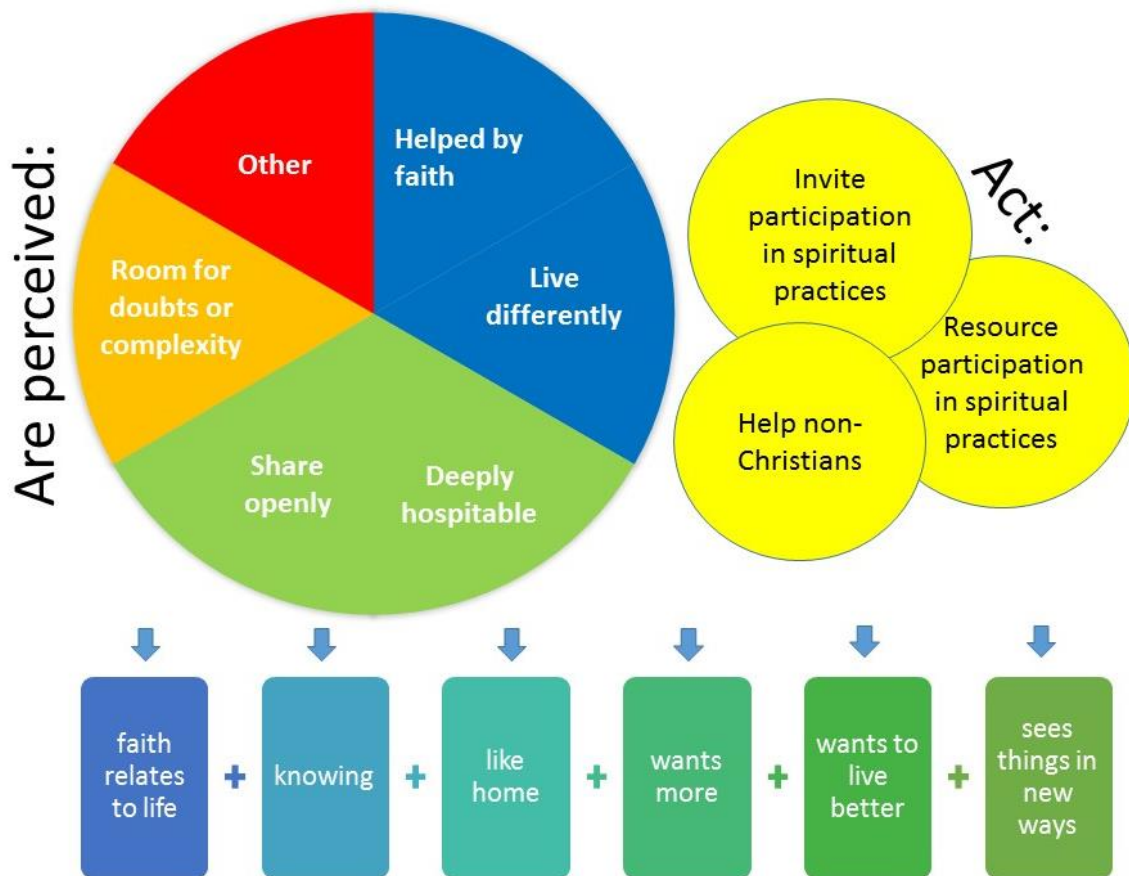 Are perceived:
Other
Helped by
faith
Room for
doubts or
complexity
Live
differently
Share
openly
Deeply
hospitable
Act:
Invite
participation
in spiritual
practices
Resource
participation
in spiritual
practices
Help non-
Christians
faith
relates
to life
+
knowing
+
like
home
+
wants
more
+
wants to
live
better
+
sees
things in
new
ways